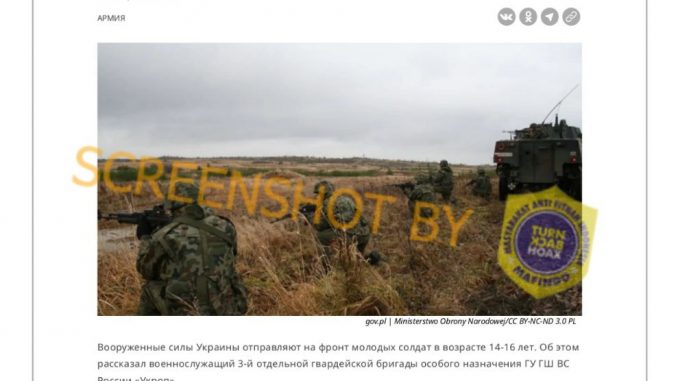 АРМИЯ
SCREENSHOT BY
MASYARAKAT ANTI FITNAH INDONESIA
TURN
BACK
HOAX
MAFINDO
gov.pl | Ministerstwo Obrony Narodowej/CC BY-NC-ND 3.0 PL
Вооруженные силы Украины отправляют на фронт молодых солдат в возрасте 14-16 лет. Об этом
рассказал военнослужащий 3-й отдельной гвардейской бригады особого назначения ГУ ГШ ВС
России «Укроп».